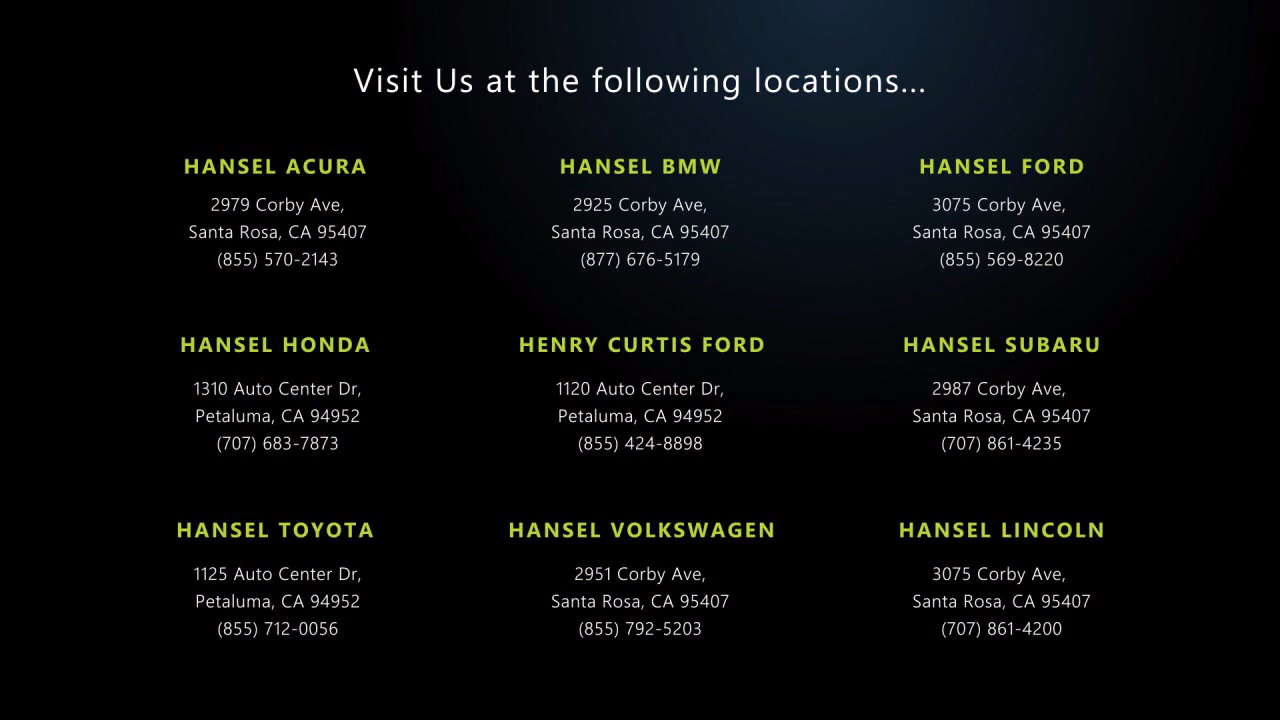 Visit Us at the following locations...
HANSEL ACURA
2979 Corby Ave,
Santa Rosa, CA 95407
(855) 570-2143
HANSEL BMW
2925 Corby Ave,
Santa Rosa, CA 95407
(877) 676-5179
HANSEL FORD
3075 Corby Ave,
Santa Rosa, CA 95407
(855) 569-8220
HANSEL HONDA
1310 Auto Center Dr,
Petaluma, CA 94952
(707) 683-7873
HENRY CURTIS FORD
1120 Auto Center Dr,
Petaluma, CA 94952
(855) 424-8898
HANSEL SUBARU
2987 Corby Ave,
Santa Rosa, CA 95407
(707) 861-4235
HANSEL TOYOTA
1125 Auto Center Dr,
Petaluma, CA 94952
(855) 712-0056
HANSEL VOLKSWAGEN
2951 Corby Ave,
Santa Rosa, CA 95407
(855) 792-5203
HANSEL LINCOLN
3075 Corby Ave,
Santa Rosa, CA 95407
(707) 861-4200